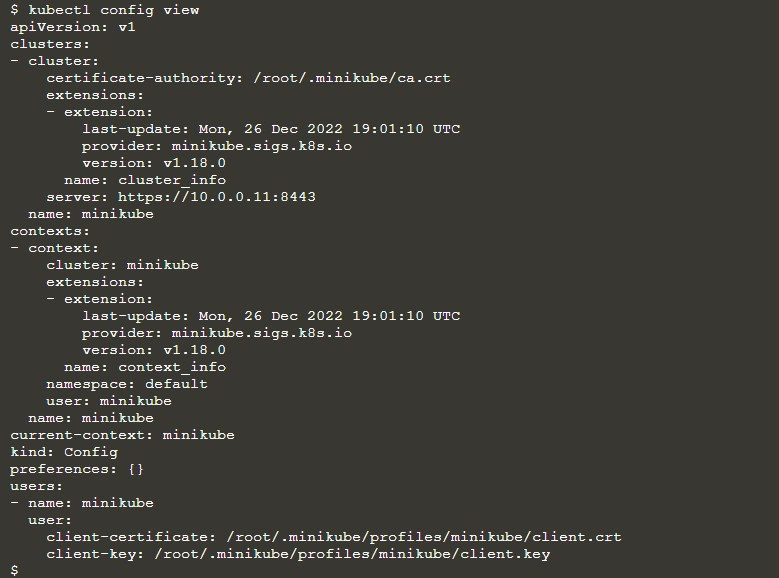 $ kubectl config view
apiVersion: v1
clusters:
- cluster:
    certificate-authority: /root/.minikube/ca.crt
    extensions:
    - extension:
        last-update: Mon, 26 Dec 2022 19:01:10 UTC
        provider: minikube.sigs.k8s.io
        version: v1.18.0
      name: cluster_info
    server: https://10.0.0.11:8443
  name: minikube
contexts:
- context:
    cluster: minikube
    extensions:
    - extension:
        last-update: Mon, 26 Dec 2022 19:01:10 UTC
        provider: minikube.sigs.k8s.io
        version: v1.18.0
      name: context_info
    namespace: default
    user: minikube
  name: minikube
current-context: minikube
kind: Config
preferences: {}
users:
- name: minikube
  user:
    client-certificate: /root/.minikube/profiles/minikube/client.crt
    client-key: /root/.minikube/profiles/minikube/client.key
$